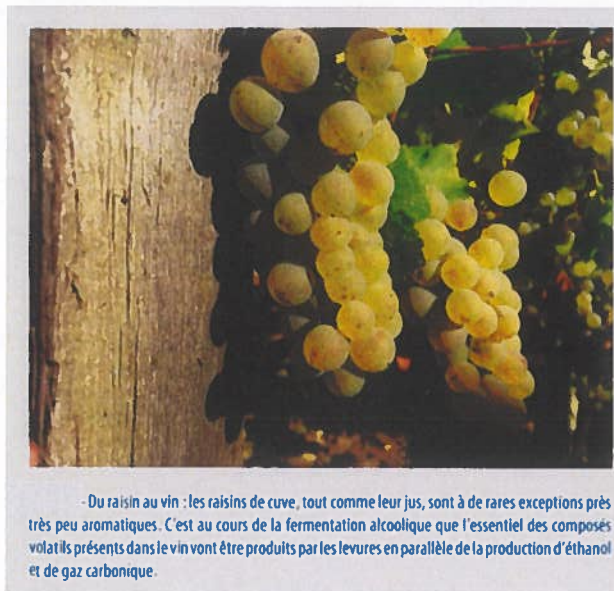 - Du raisin au vin : les raisins de cuve, tout comme leur jus, sont à de rares exceptions près
très peu aromatiques. C'est au cours de la fermentation alcoolique que l'essentiel des composés
volatils présents dans le vin vont être produits par les levures en parallèle de la production d'éthanol
et de gaz carbonique.